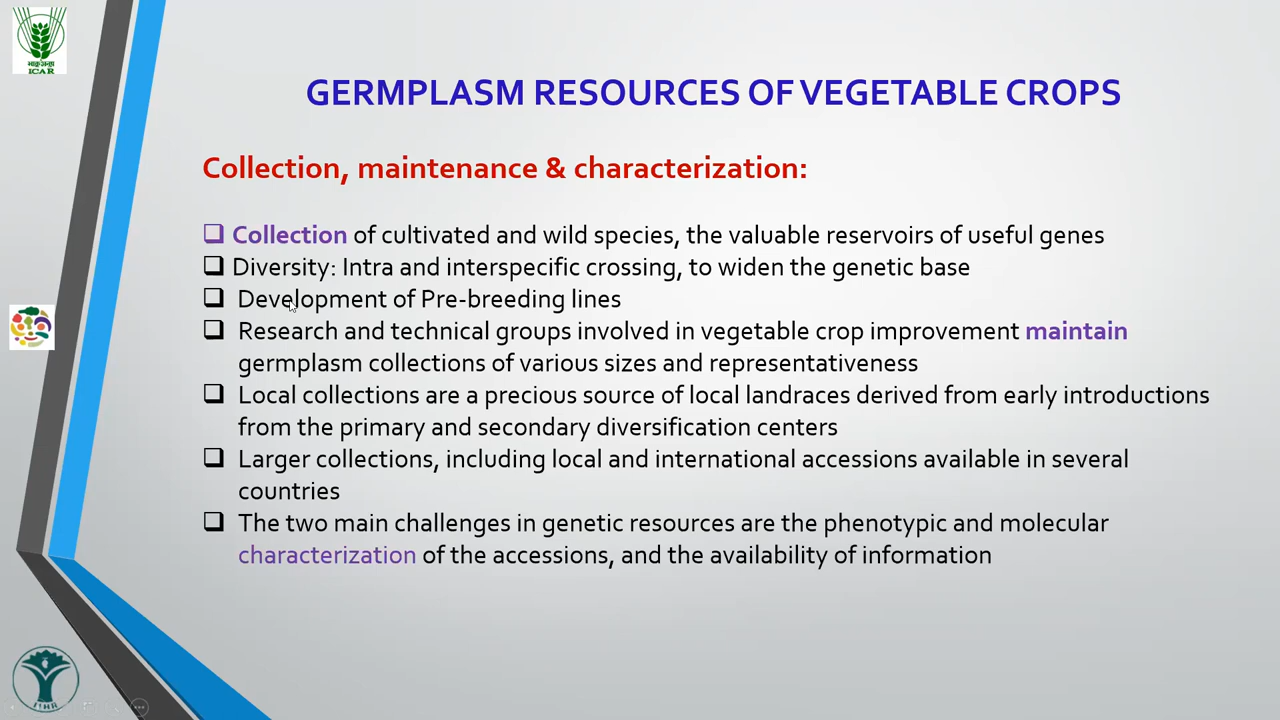 भाकृअनुप
ICAR
GERMPLASM RESOURCES OF VEGETABLE CROPS
Collection, maintenance & characterization:
❑ Collection of cultivated and wild species, the valuable reservoirs of useful genes
❑ Diversity: Intra and interspecific crossing, to widen the genetic base
❑ Development of Pre-breeding lines
❑ Research and technical groups involved in vegetable crop improvement maintain
germplasm collections of various sizes and representativeness
❑ Local collections are a precious source of local landraces derived from early introductions
from the primary and secondary diversification centers
❑ Larger collections, including local and international accessions available in several
countries
❑ The two main challenges in genetic resources are the phenotypic and molecular
characterization of the accessions, and the availability of information